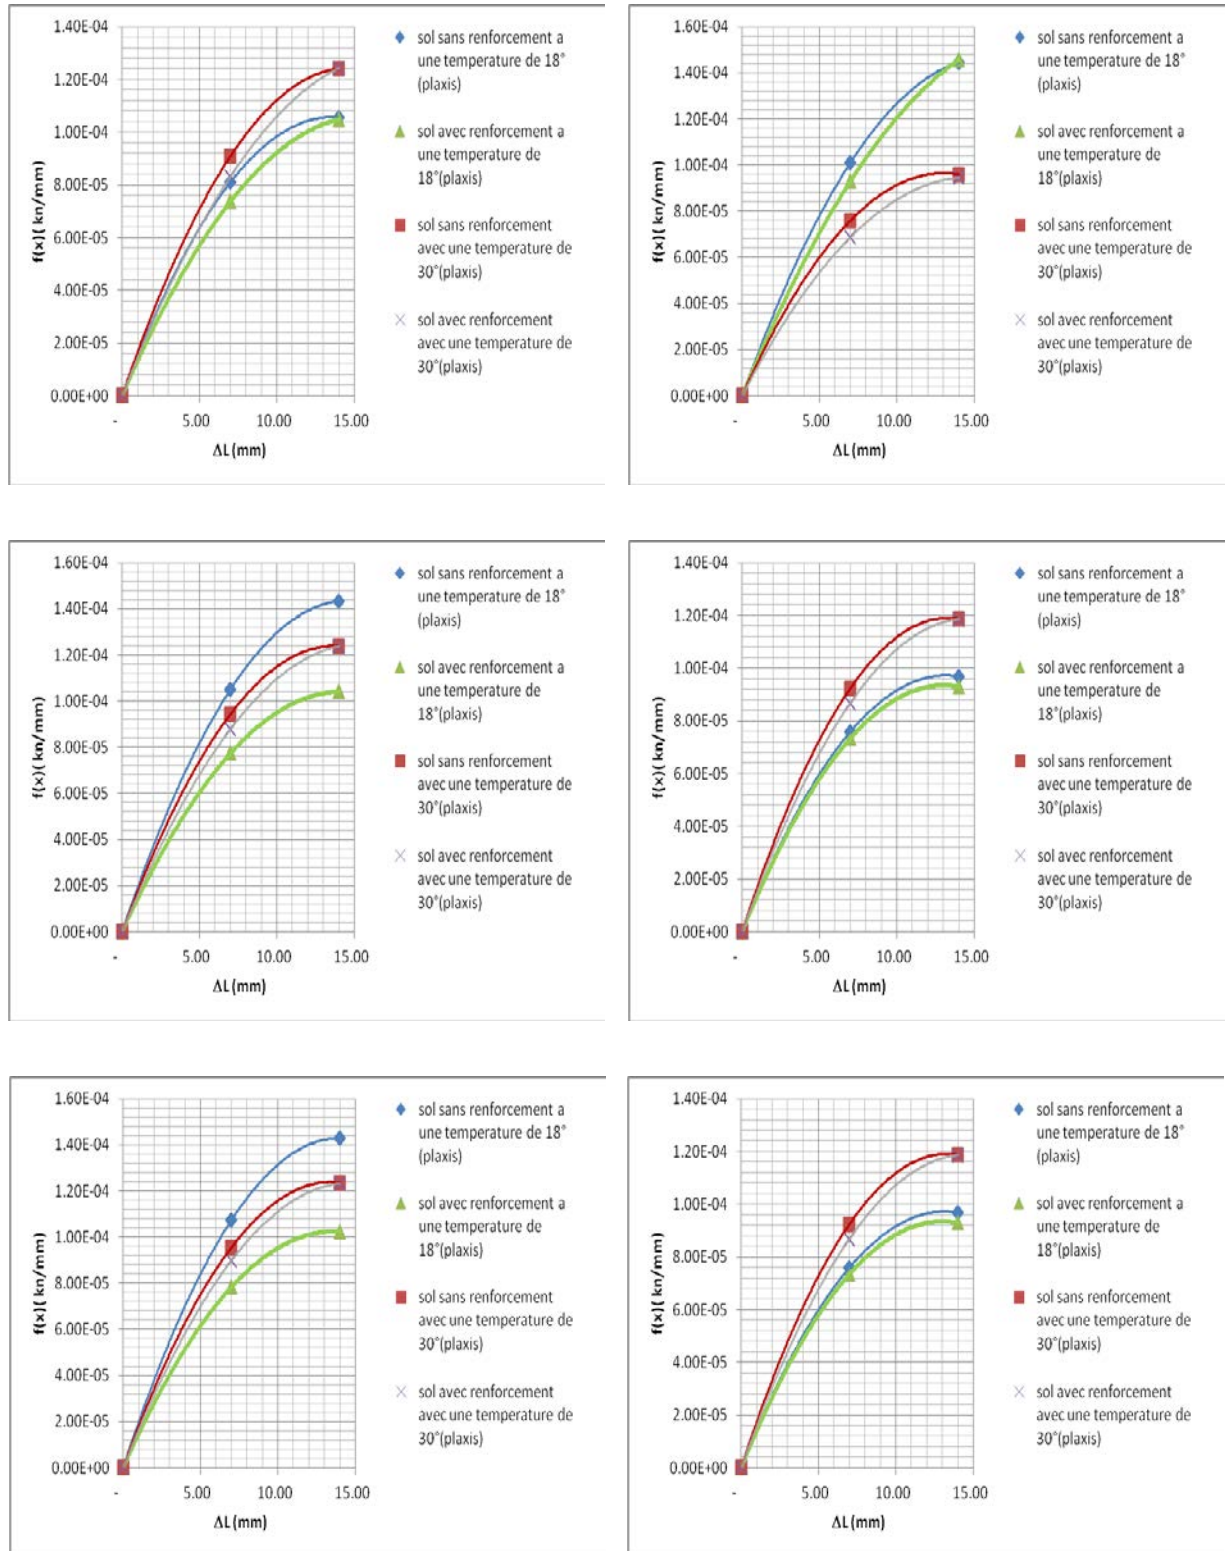 1.40E-04
1.20E-04
1.00E-04
8.00E-05
6.00E-05
4.00E-05
2.00E-05
0.00E+00
f(x)( kn/mm)
- 5.00 10.00 15.00
ΔL (mm)
sol sans renforcement a
une temperature de 18°
(plaxis)
sol avec renforcement a
une temperature de
18°(plaxis)
sol sans renforcement
avec une temperature de
30°(plaxis)
sol avec renforcement
avec une temperature de
30°(plaxis)
1.60E-04
1.40E-04
1.20E-04
1.00E-04
8.00E-05
6.00E-05
4.00E-05
2.00E-05
0.00E+00
f(x)( kn/mm)
- 5.00 10.00 15.00
ΔL (mm)
sol sans renforcement a
une temperature de 18°
(plaxis)
sol avec renforcement a
une temperature de
18°(plaxis)
sol sans renforcement
avec une temperature de
30°(plaxis)
sol avec renforcement
avec une temperature de
30°(plaxis)
1.60E-04
1.40E-04
1.20E-04
1.00E-04
8.00E-05
6.00E-05
4.00E-05
2.00E-05
0.00E+00
f(x)( kn/mm)
- 5.00 10.00 15.00
ΔL (mm)
sol sans renforcement a
une temperature de 18°
(plaxis)
sol avec renforcement a
une temperature de
18°(plaxis)
sol sans renforcement
avec une temperature de
30°(plaxis)
sol avec renforcement
avec une temperature de
30°(plaxis)
1.40E-04
1.20E-04
1.00E-04
8.00E-05
6.00E-05
4.00E-05
2.00E-05
0.00E+00
f(x)( kn/mm)
- 5.00 10.00 15.00
ΔL (mm)
sol sans renforcement a
une temperature de 18°
(plaxis)
sol avec renforcement a
une temperature de
18°(plaxis)
sol sans renforcement
avec une temperature de
30°(plaxis)
sol avec renforcement
avec une temperature de
30°(plaxis)
1.60E-04
1.40E-04
1.20E-04
1.00E-04
8.00E-05
6.00E-05
4.00E-05
2.00E-05
0.00E+00
f(x)( kn/mm)
- 5.00 10.00 15.00
ΔL (mm)
sol sans renforcement a
une temperature de 18°
(plaxis)
sol avec renforcement a
une temperature de
18°(plaxis)
sol sans renforcement
avec une temperature de
30°(plaxis)
sol avec renforcement
avec une temperature de
30°(plaxis)
1.40E-04
1.20E-04
1.00E-04
8.00E-05
6.00E-05
4.00E-05
2.00E-05
0.00E+00
f(x)( kn/mm)
- 5.00 10.00 15.00
ΔL (mm)
sol sans renforcement a
une temperature de 18°
(plaxis)
sol avec renforcement a
une temperature de
18°(plaxis)
sol sans renforcement
avec une temperature de
30°(plaxis)
sol avec renforcement
avec une temperature de
30°(plaxis)